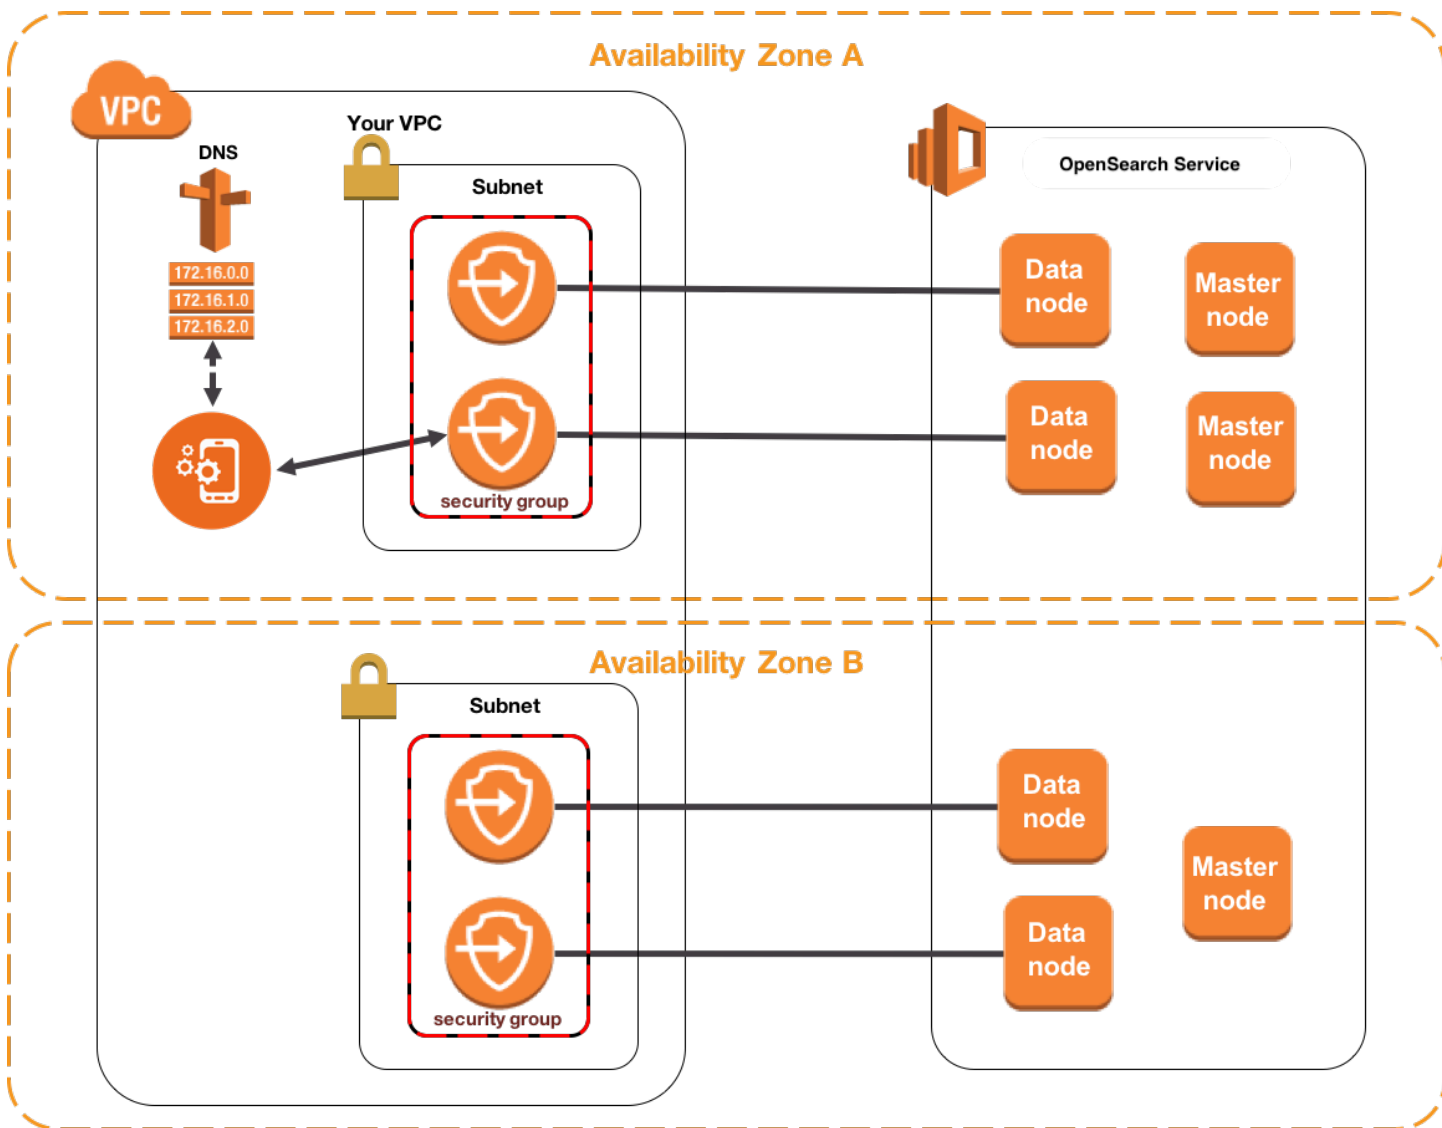 Availability Zone A
VPC
Your VPC
DNS
Subnet
OpenSearch Service
172.16.0.0
172.16.1.0
172.16.2.0
Data
node
Master
node
Data
node
Master
node
security group
Availability Zone B
Subnet
Data
node
Master
node
Data
node
security group